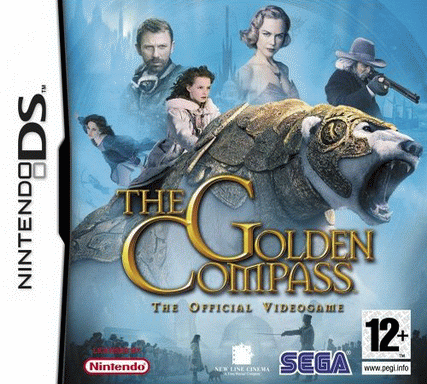 NINTENDO DS
THE
GOLDEN
COMPASS
THE OFFICIAL VIDEOGAME
Nintendo
NEW LINE CINEMA
SEGA
12+
www.pegi.info